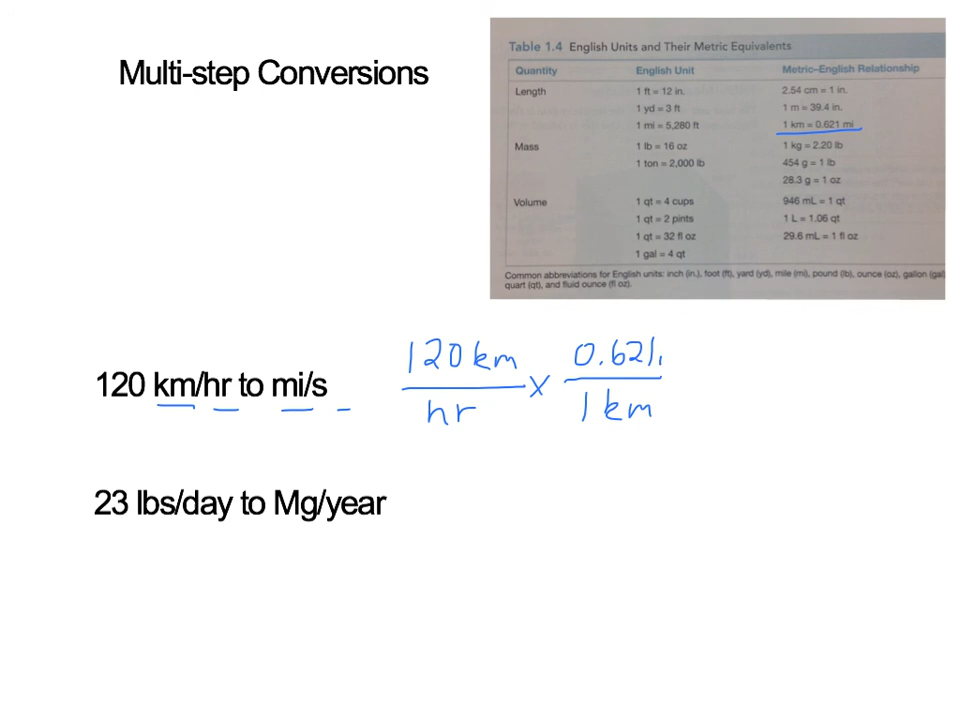 Multi-step Conversions
Table 1.4 English Units and Their Metric Equivalents
Quantity English Unit Metric–English Relationship
Length 1 ft = 12 in. 2.54 cm = 1 in.
1 yd = 3 ft 1 m = 39.4 in.
1 mi = 5,280 ft 1 km = 0.621 mi
Mass 1 lb = 16 oz 1 kg = 2.20 lb
1 ton = 2,000 lb 454 g = 1 lb
28.3 g = 1 oz
Volume 1 qt = 4 cups 946 mL = 1 qt
1 qt = 2 pints 1 L = 1.06 qt
1 qt = 32 fl oz 29.6 mL = 1 fl oz
1 gal = 4 qt
Common abbreviations for English units: inch (in.), foot (ft), yard (yd), mile (mi), pound (lb), ounce (oz), gallon (gal
quart (qt), and fluid ounce (fl oz).
120 km 0.621
120 km/hr to mi/s x
hr 1 km
23 lbs/day to Mg/year